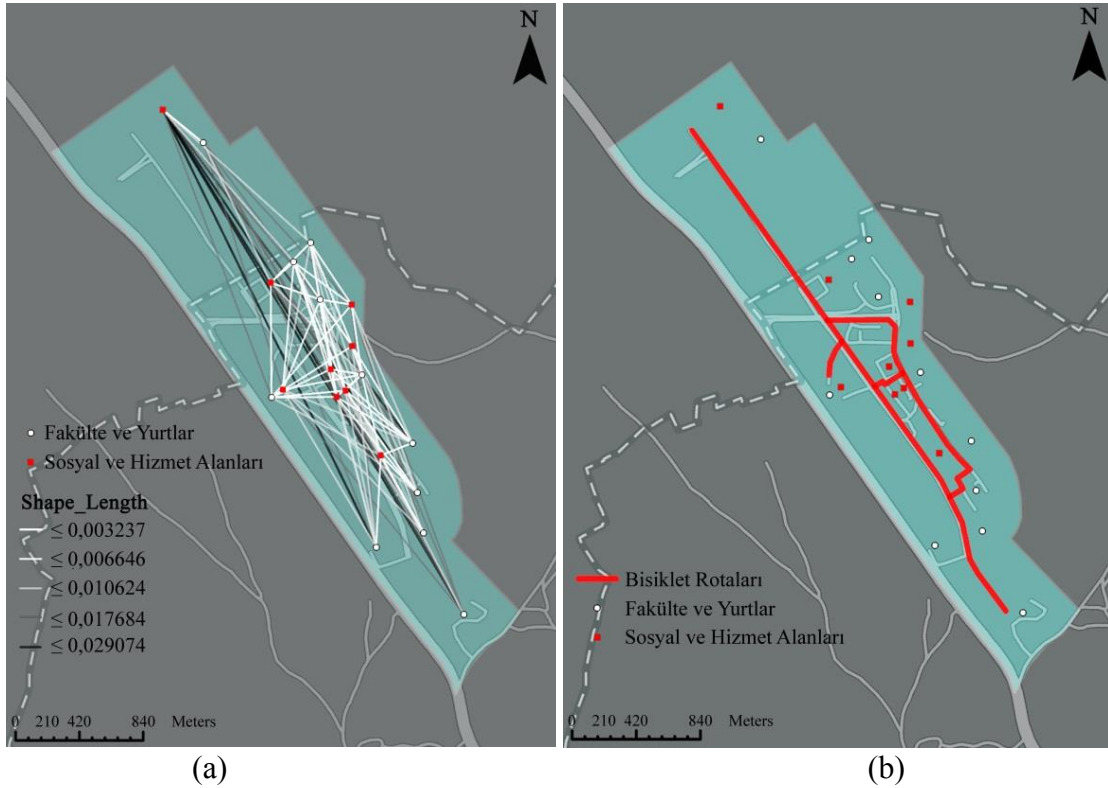 N
Fakülte ve Yurtlar
Sosyal ve Hizmet Alanları
Shape_Length
≤ 0,003237
≤ 0,006646
≤ 0,010624
≤ 0,017684
≤ 0,029074
0 210 420 840 Meters
(a)
N
Bisiklet Rotaları
Fakülte ve Yurtlar
Sosyal ve Hizmet Alanları
0 210 420 840 Meters
(b)